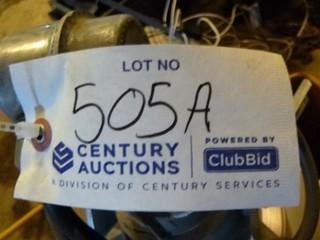 LOT NO
505A
CENTURY AUCTIONS
POWERED BY
ClubBid
A DIVISION OF CENTURY SERVICES